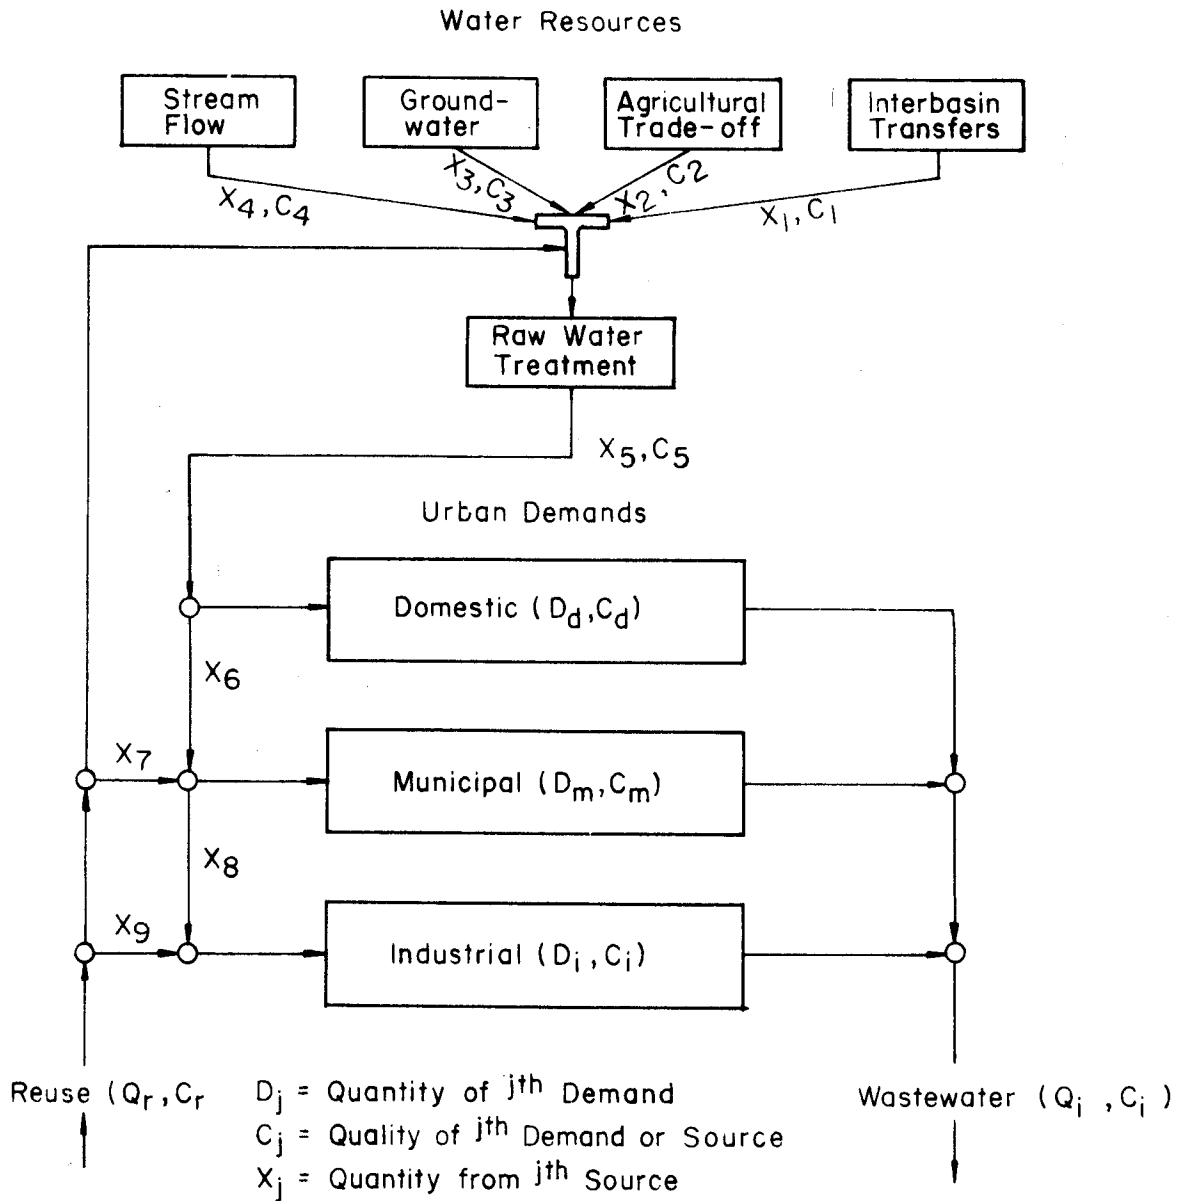 Water Resources
Stream Flow
Ground-water
Agricultural Trade-off
Interbasin Transfers
X4,C4
X3,C3
X2,C2
X1,C1
Raw Water
Treatment
X5,C5
Urban Demands
Domestic (Dd,Cd)
X6
X7
Municipal (Dm,Cm)
X8
X9
Industrial (Di,Ci)
Reuse (Qr,Cr
Dj = Quantity of jth Demand
Cj = Quality of jth Demand or Source
Xj = Quantity from jth Source
Wastewater (Qi ,Ci )